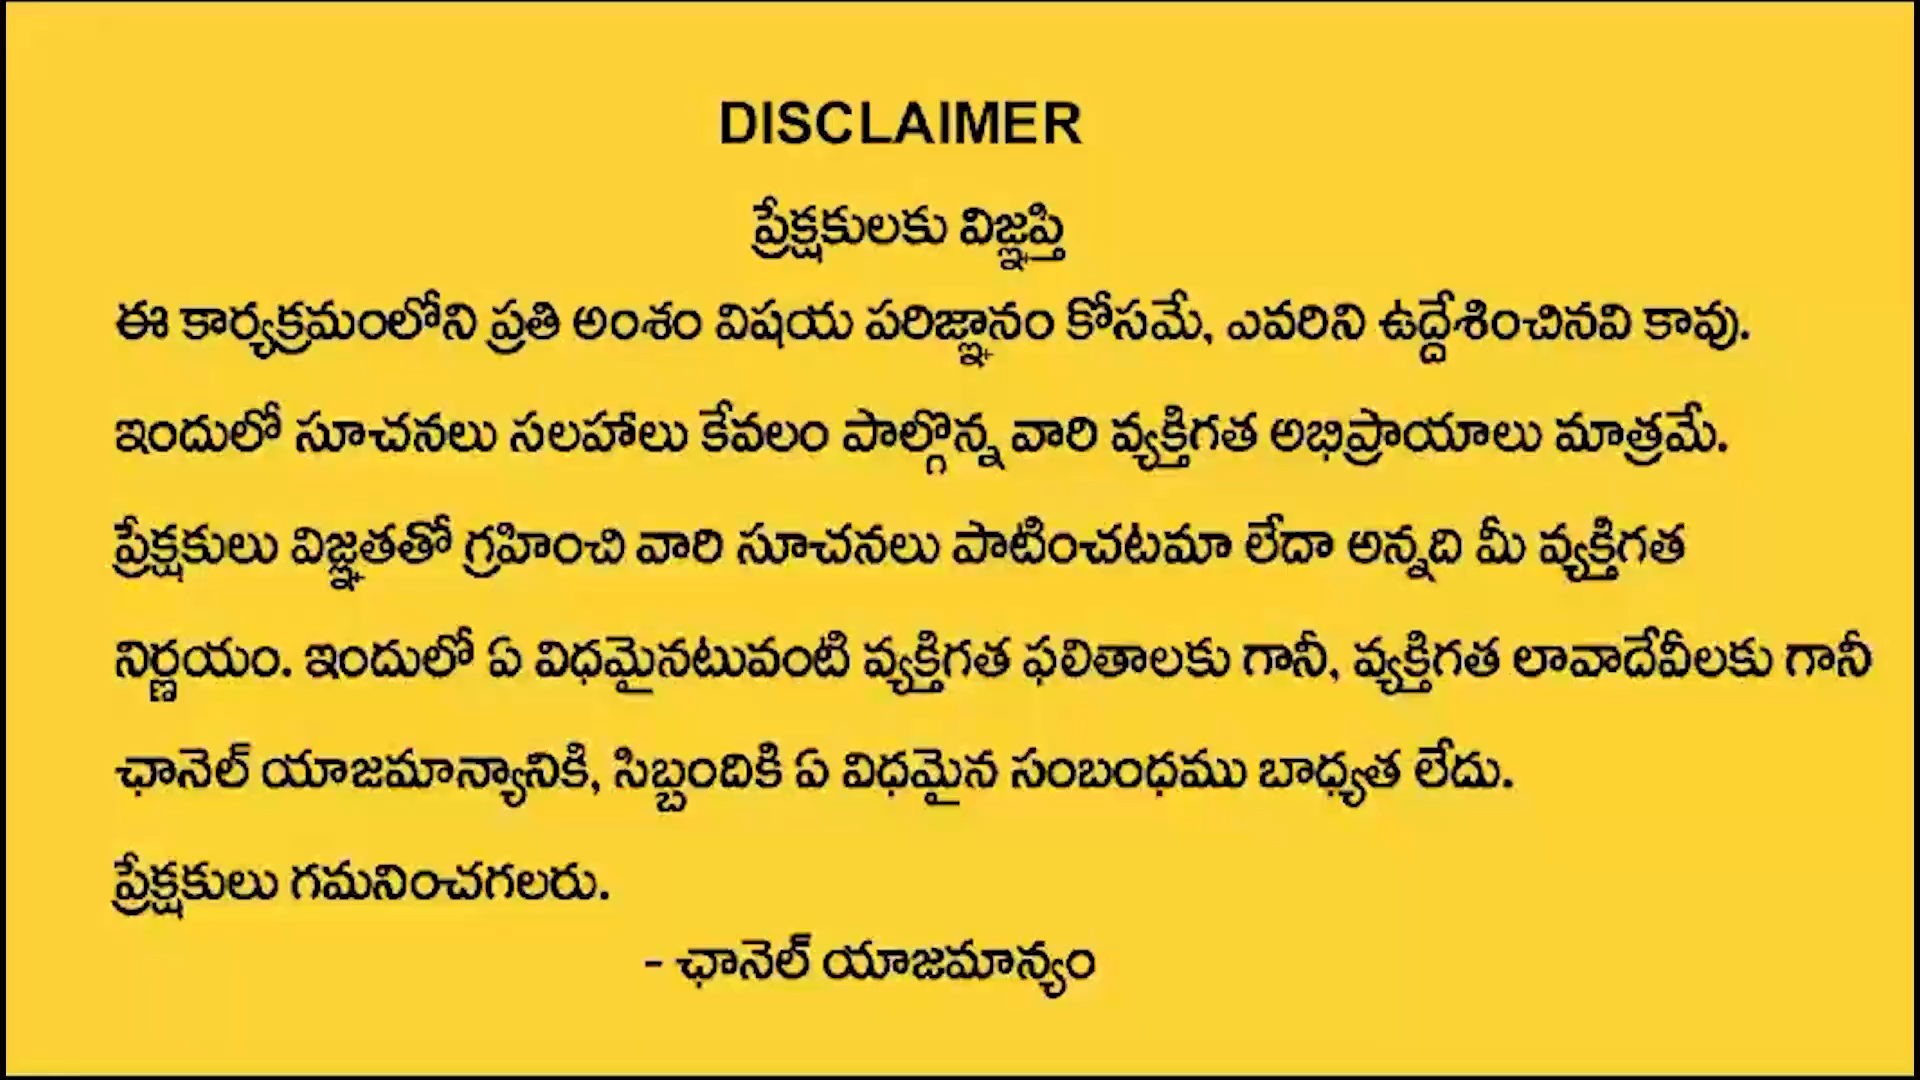 DISCLAIMER
ప్రేక్షకులకు విజ్ఞప్తి
ఈ కార్యక్రమంలోని ప్రతి అంశం విషయ పరిజ్ఞానం కోసమే, ఎవరిని ఉద్దేశించినవి కావు.
ఇందులో సూచనలు సలహాలు కేవలం పాల్గొన్న వారి వ్యక్తిగత అభిప్రాయాలు మాత్రమే.
ప్రేక్షకులు విజ్ఞతతో గ్రహించి వారి సూచనలు పాటించటమా లేదా అన్నది మీ వ్యక్తిగత
నిర్ణయం. ఇందులో ఏ విధమైనటువంటి వ్యక్తిగత ఫలితాలకు గానీ, వ్యక్తిగత లావాదేవీలకు గానీ
ఛానెల్ యాజమాన్యానికి, సిబ్బందికి ఏ విధమైన సంబంధము బాధ్యత లేదు.
ప్రేక్షకులు గమనించగలరు.
- ఛానెల్ యాజమాన్యం